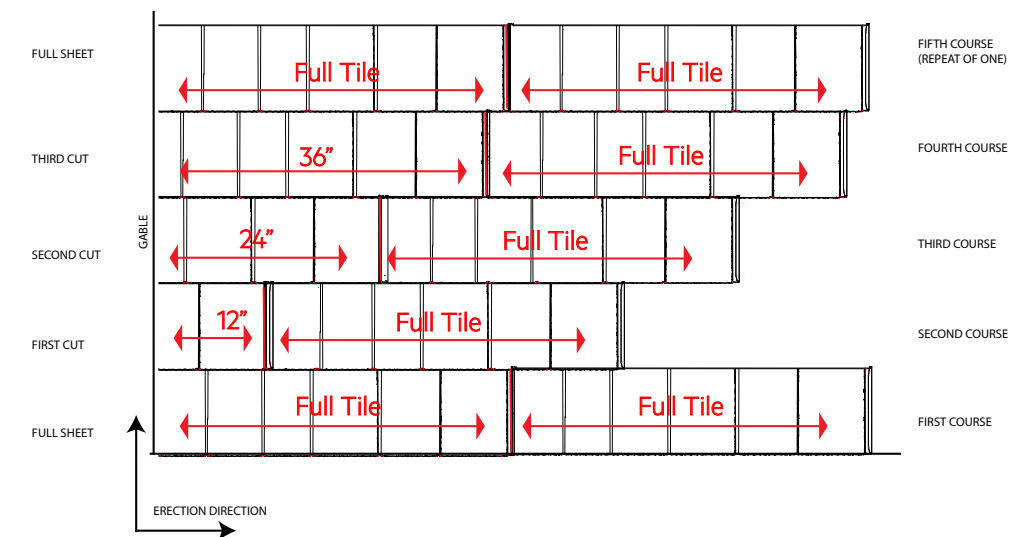 FULL SHEET
Full Tile
Full Tile
FIFTH COURSE
(REPEAT OF ONE)
THIRD CUT
36”
Full Tile
FOURTH COURSE
GABLE
SECOND CUT
24”
Full Tile
THIRD COURSE
FIRST CUT
12”
Full Tile
SECOND COURSE
FULL SHEET
Full Tile
Full Tile
FIRST COURSE
ERECTION DIRECTION